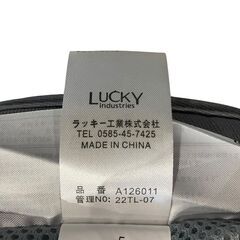 LUCKY
industries
ラッキー工業株式会社
TEL 0585-45-7425
MADE IN CHINA
品 番 A126011
管理NO: 22TL-07